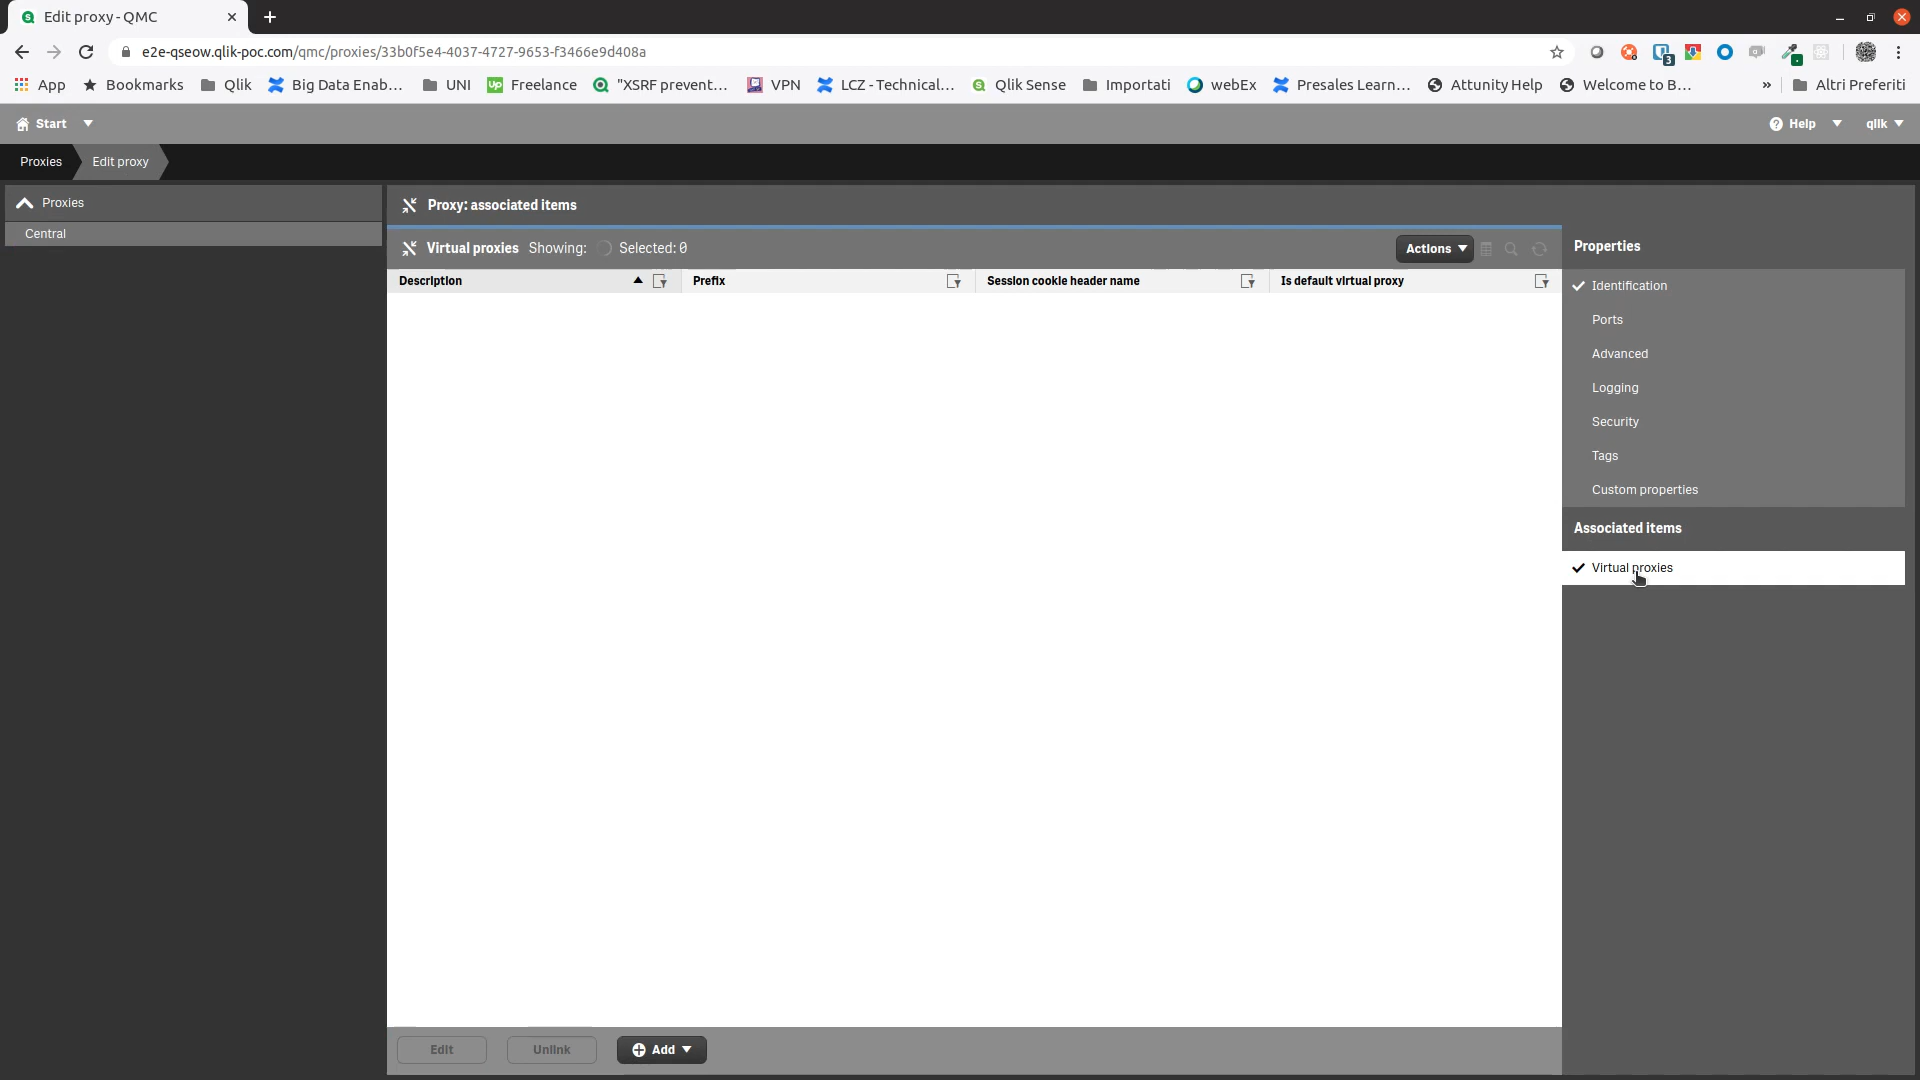 Edit proxy - QMC
e2e-qseow.qlik-poc.com/qmc/proxies/33b0f5e4-4037-4727-9653-f3466e9d408a
3
App Bookmarks Qlik Big Data Enab... UNI Up Freelance "XSRF prevent... VPN LCZ - Technical... Qlik Sense Importati webEx Presales Learn... Attunity Help Welcome to B... » Altri Preferiti
Start Help qlik
Proxies Edit proxy
Proxies
Central
Proxy: associated items
Virtual proxies Showing: Selected: 0 Actions
Description Prefix Session cookie header name Is default virtual proxy
Properties
Identification
Ports
Advanced
Logging
Security
Tags
Custom properties
Associated items
Virtual proxies
Edit Unlink Add